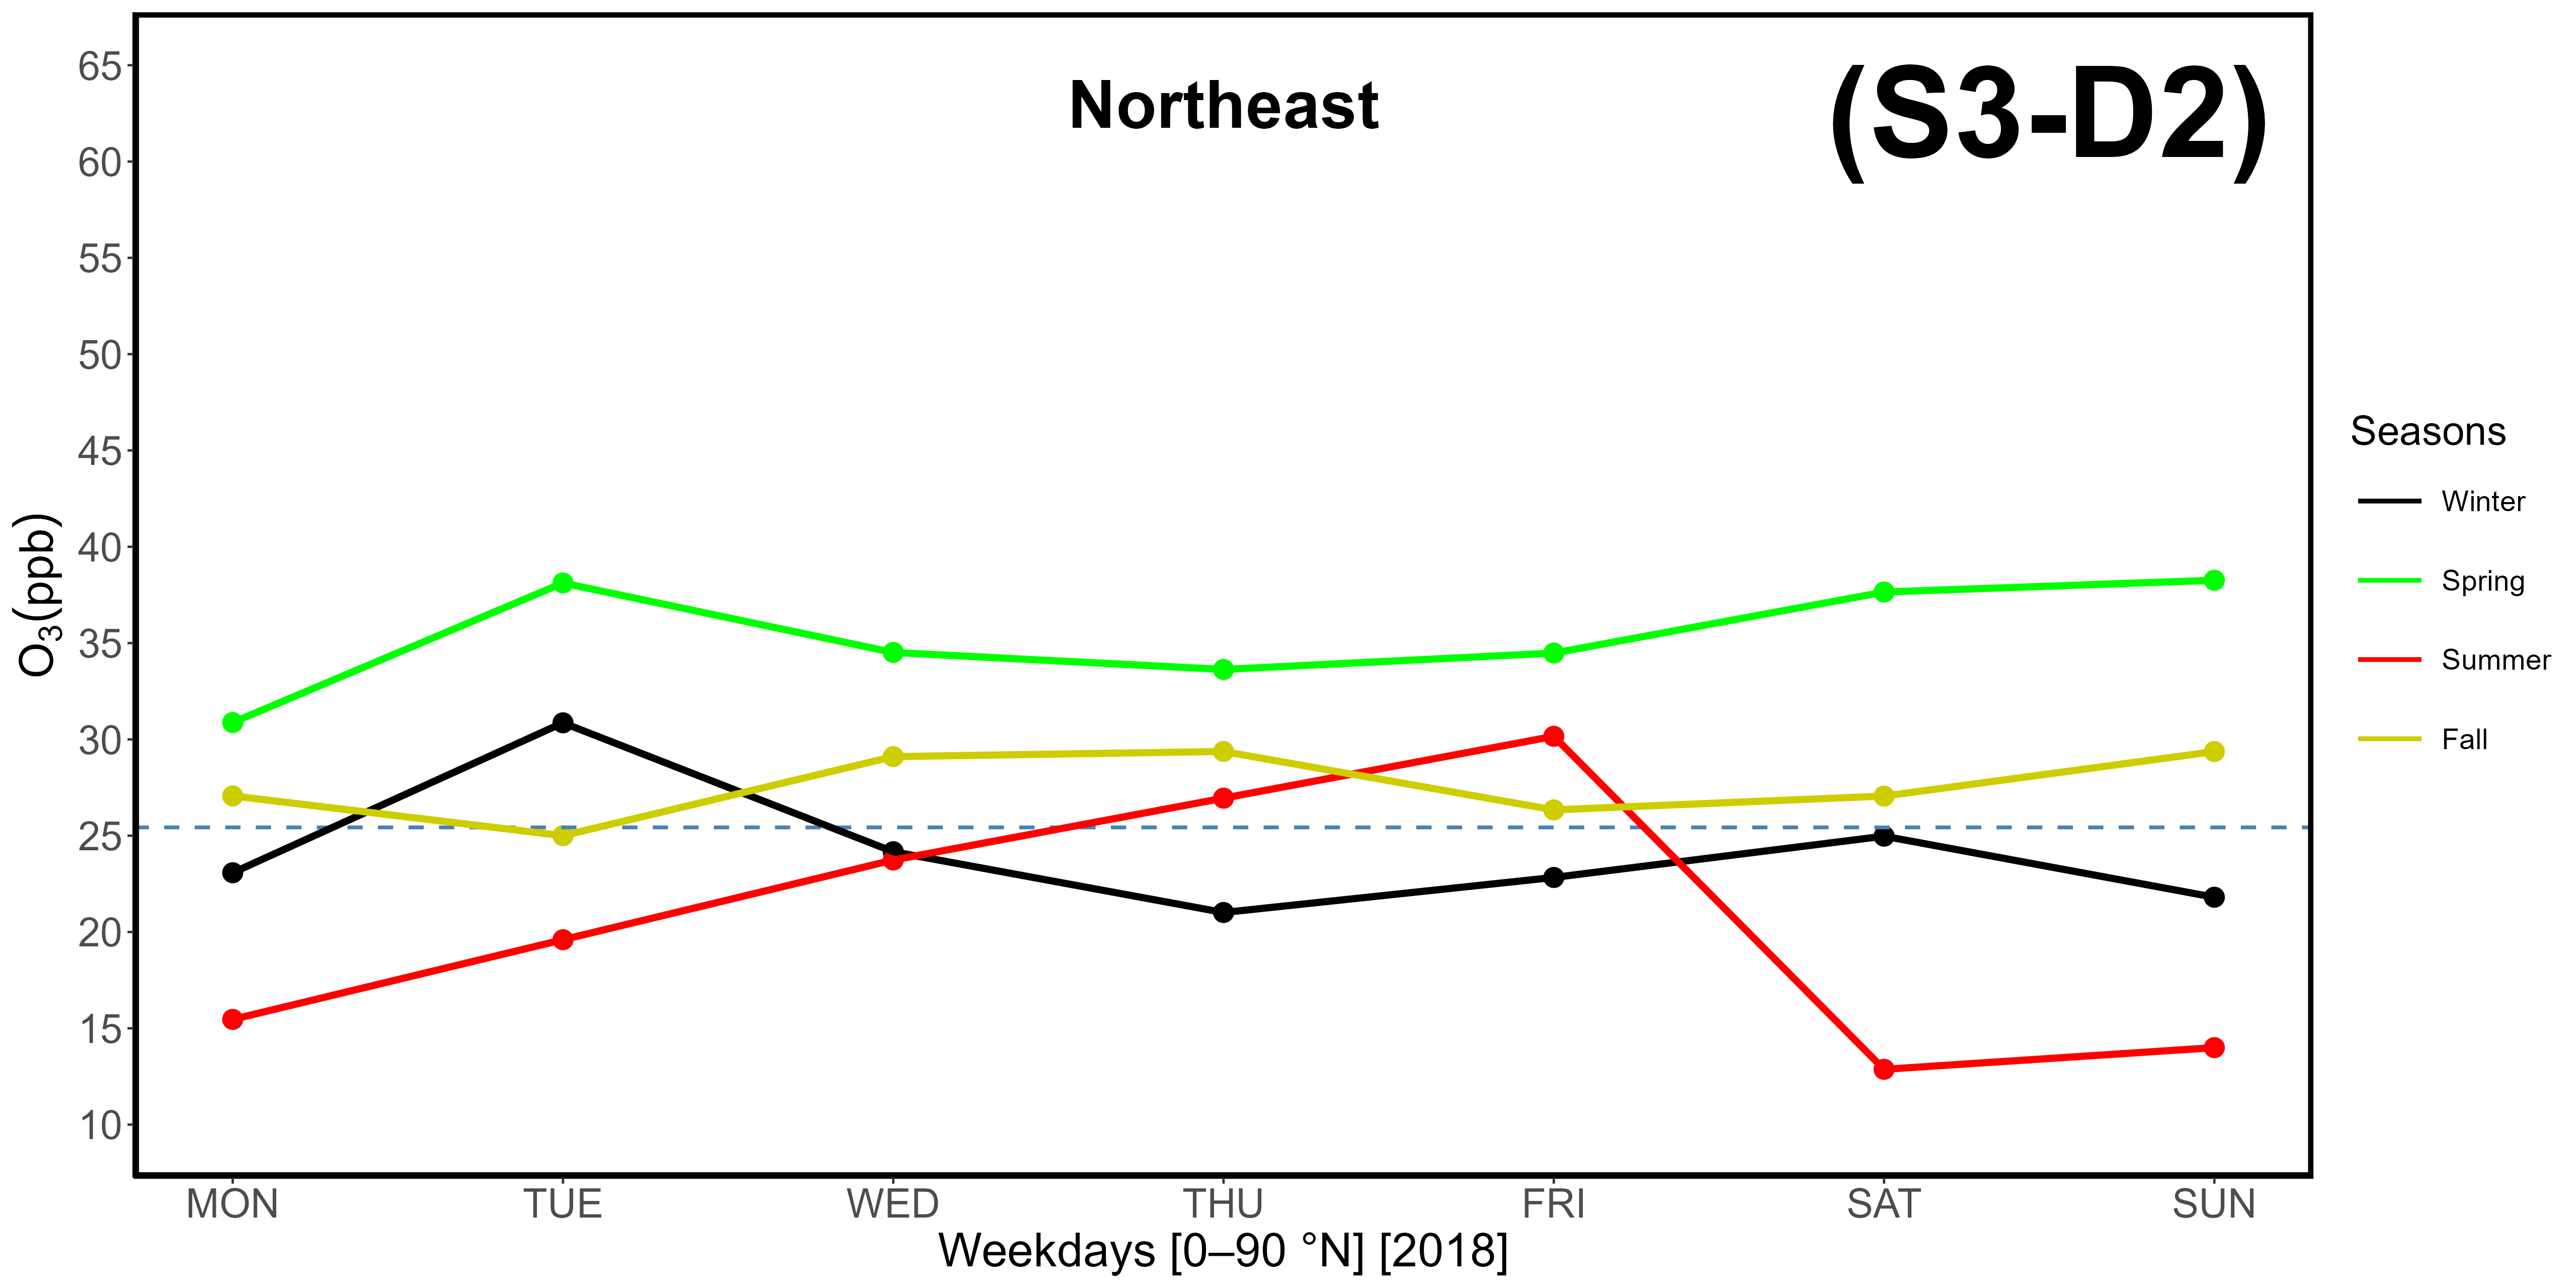 Northeast
(S3-D2)
65
60
55
50
45
40
35
30
25
20
15
10
O₃(ppb)
MON TUE WED THU FRI SAT SUN
Weekdays [0–90 °N] [2018]
Seasons
Winter
Spring
Summer
Fall